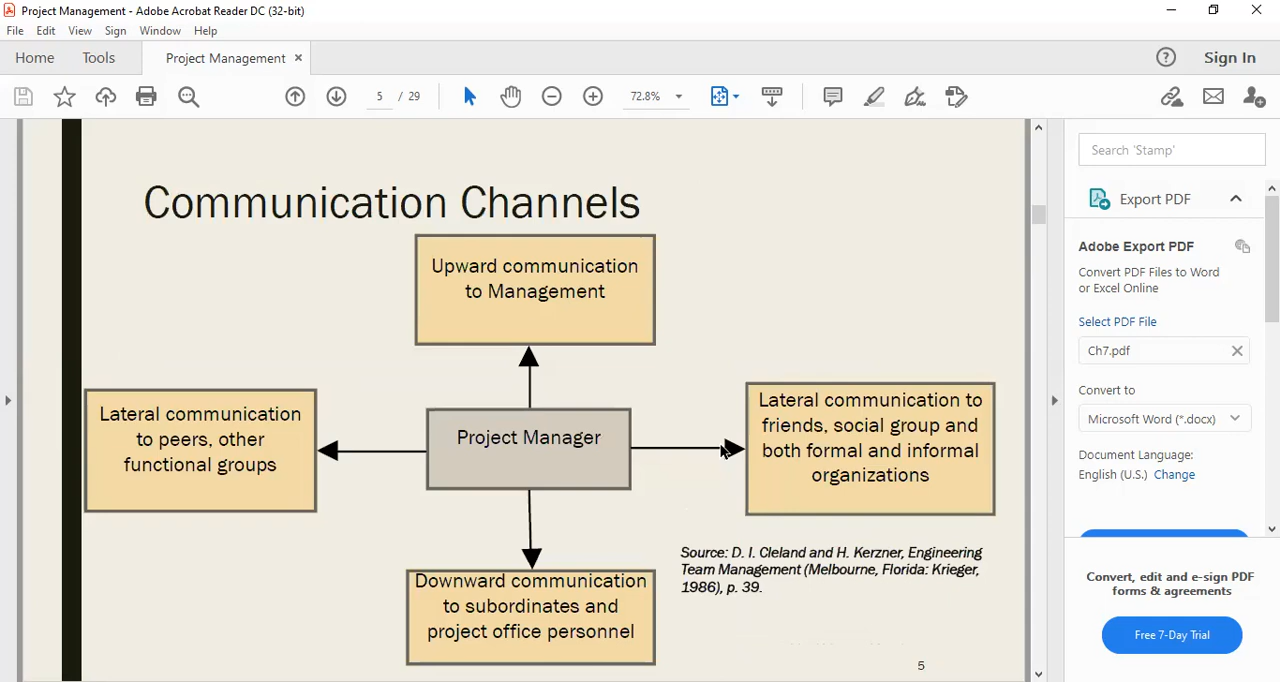 Project Management - Adobe Acrobat Reader DC (32-bit)
File Edit View Sign Window Help
Home Tools Project Management × Sign In
5 / 29 72.8%
Communication Channels
Upward communication
to Management
Lateral communication
to peers, other
functional groups
Project Manager
Lateral communication to
friends, social group and
both formal and informal
organizations
Downward communication
to subordinates and
project office personnel
Source: D. I. Cleland and H. Kerzner, Engineering
Team Management (Melbourne, Florida: Krieger,
1986), p. 39.
5
Search 'Stamp'
Export PDF
Adobe Export PDF
Convert PDF Files to Word
or Excel Online
Select PDF File
Ch7.pdf
Convert to
Microsoft Word (*.docx)
Document Language:
English (U.S.) Change
Convert, edit and e-sign PDF
forms & agreements
Free 7-Day Trial